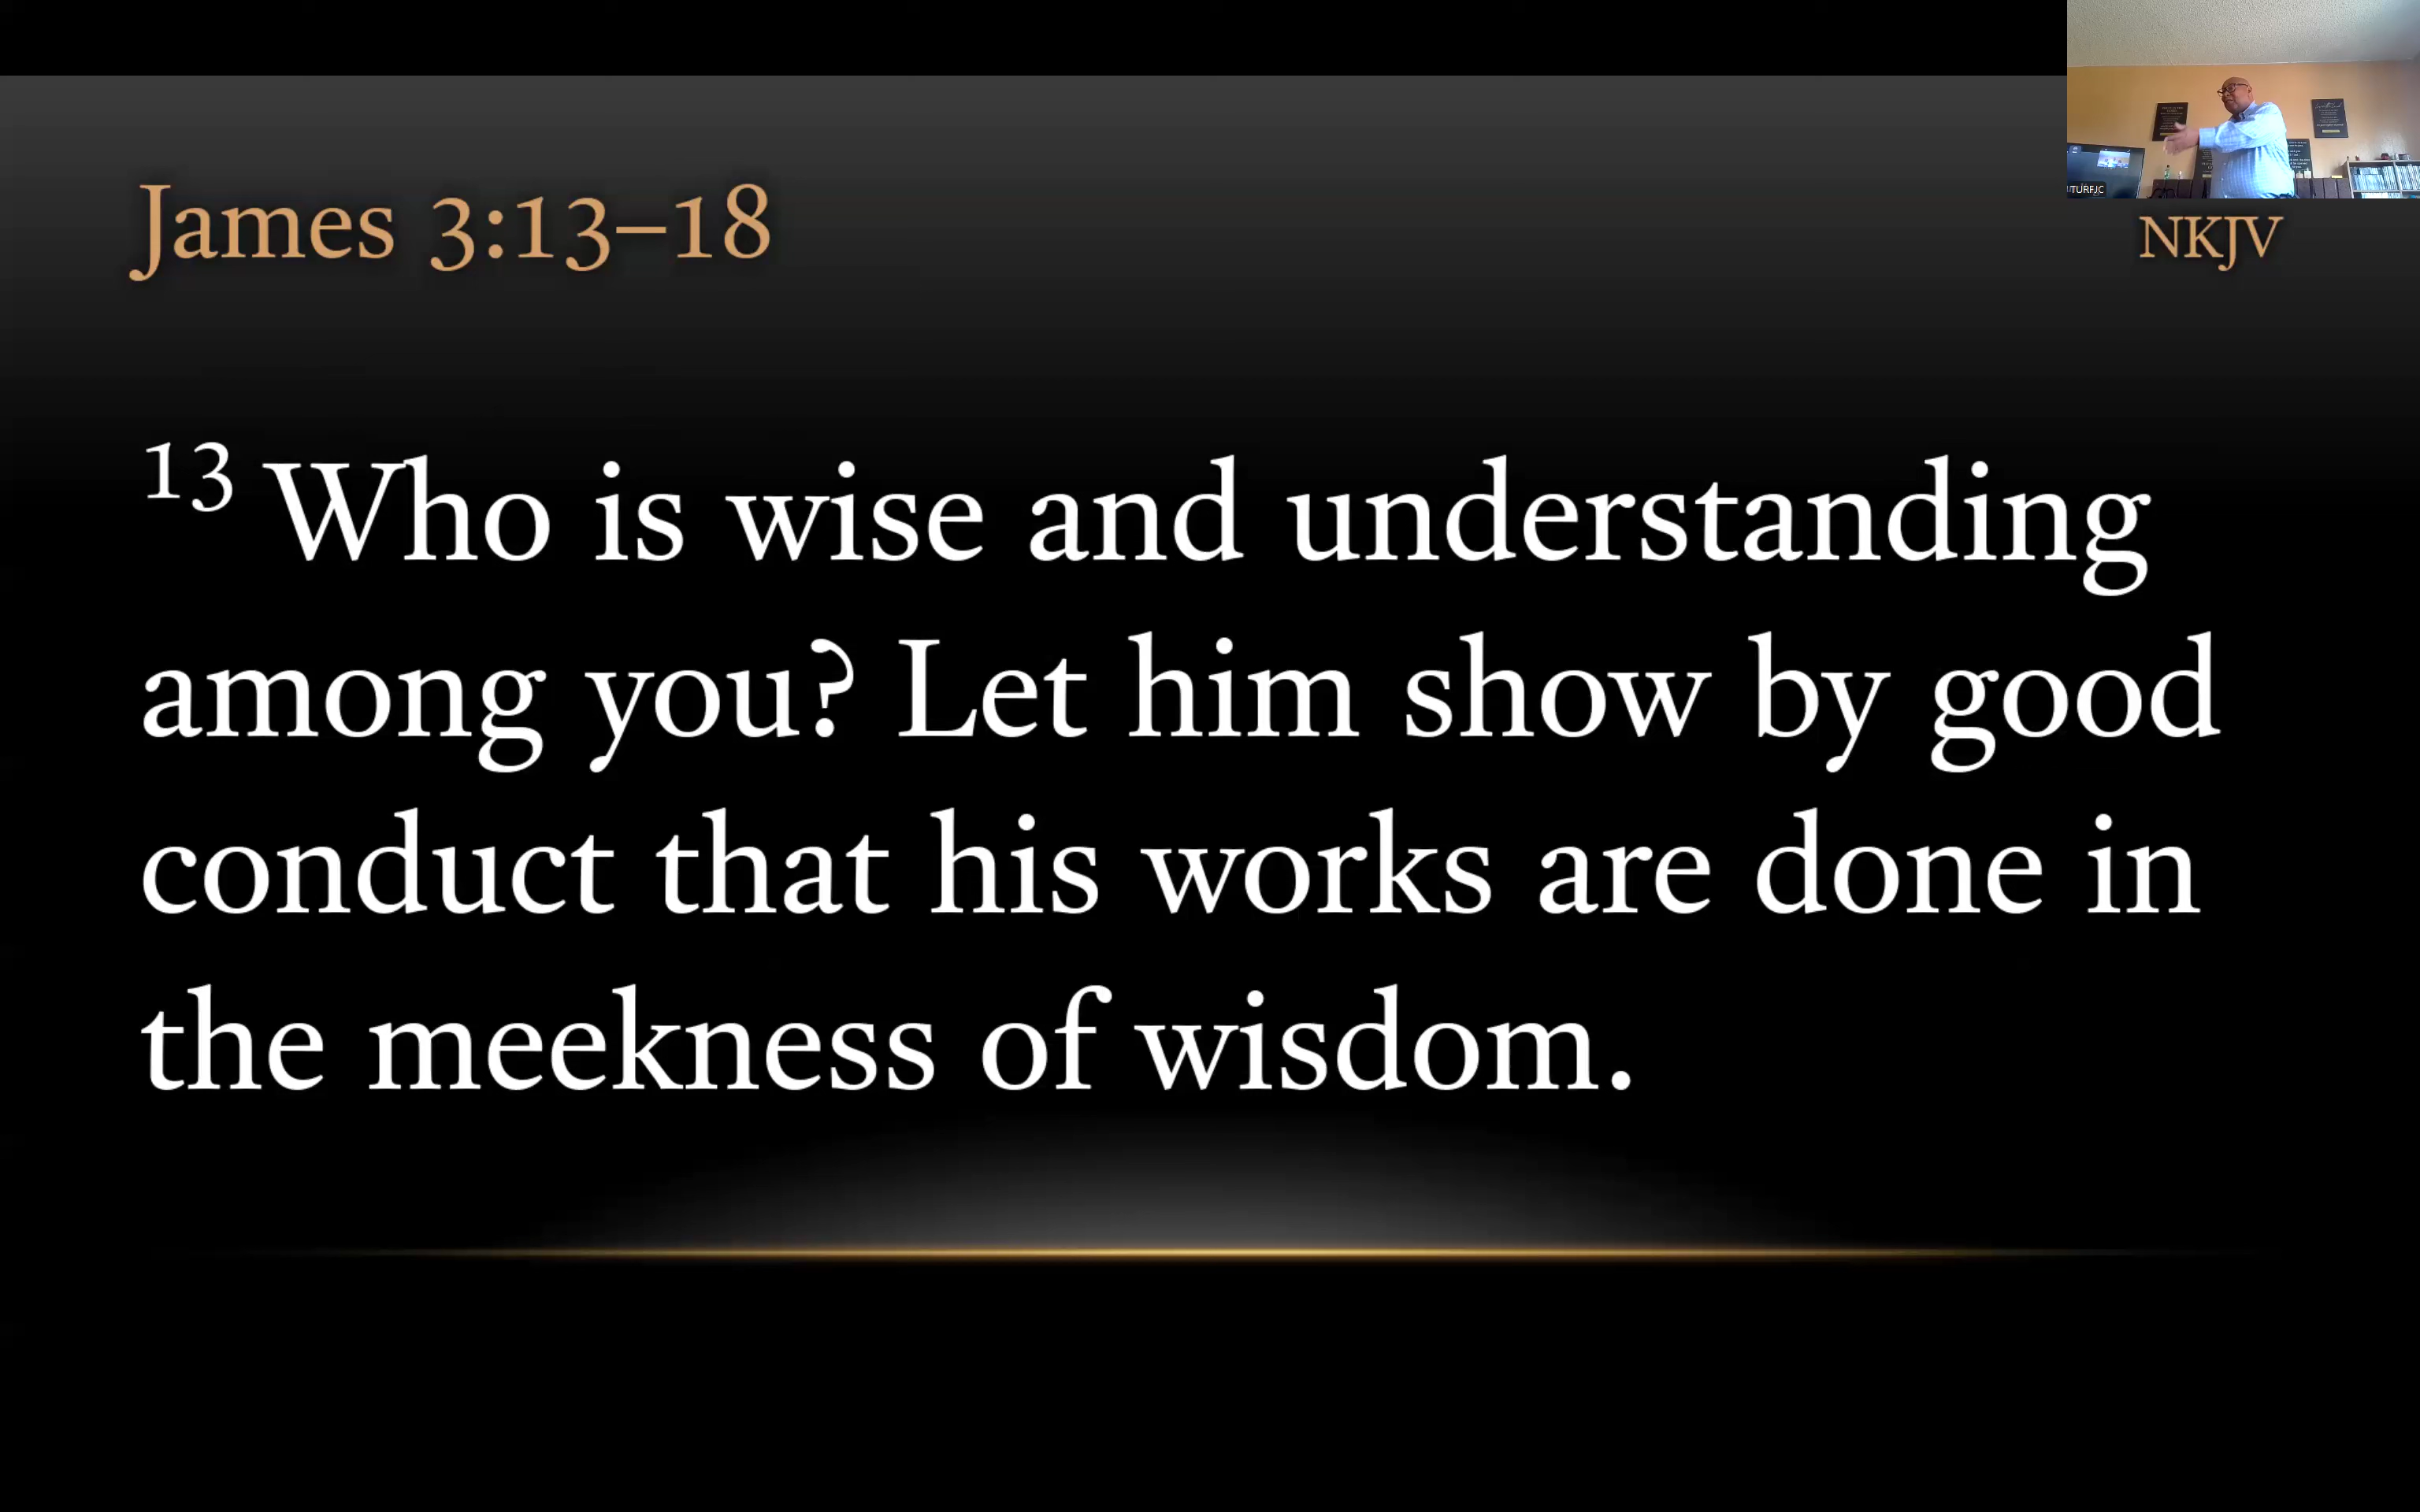 James 3:13–18
NKJV
13 Who is wise and understanding
among you? Let him show by good
conduct that his works are done in
the meekness of wisdom.